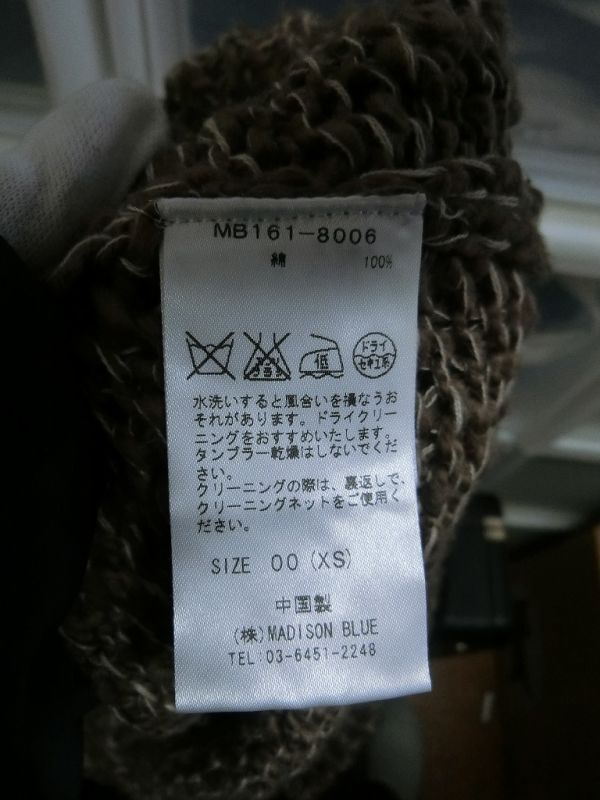 MB161-8006
綿 100%
低
ドライ
セキユ系
水洗いすると風合いを損なうお
それがあります。ドライクリー
ニングをおすすめいたします。
タンブラー乾燥はしないでくだ
さい。
クリーニングの際は、裏返しで、
クリーニングネットをご使用く
ださい。
SIZE 00 (XS)
中国製
(株)MADISON BLUE
TEL:03-6451-2248